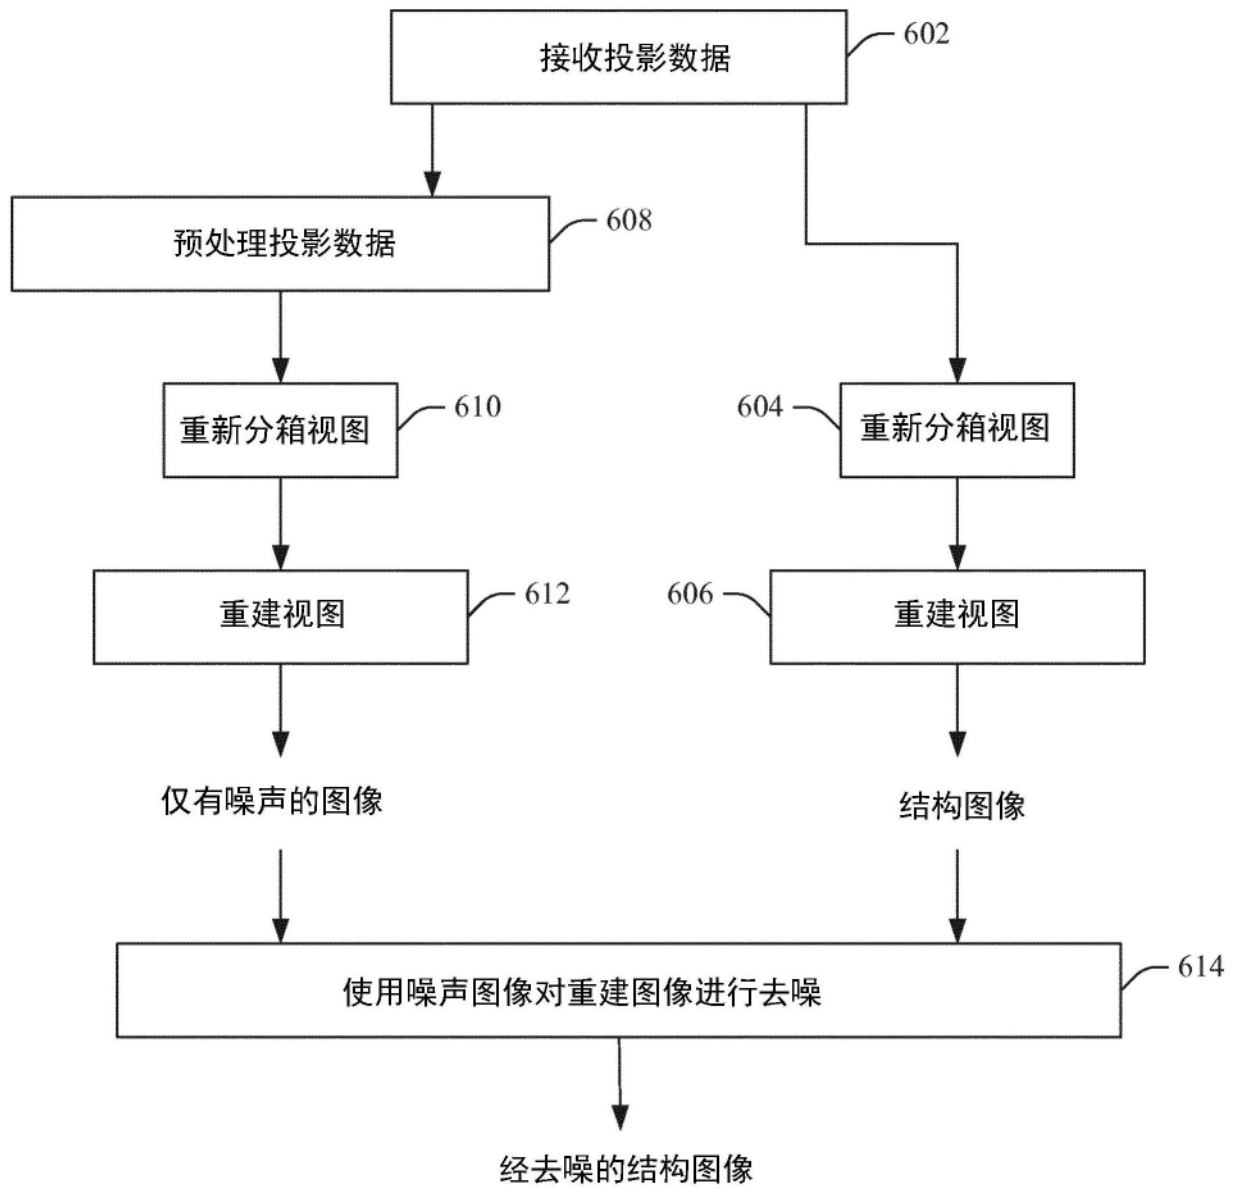 接收投影数据
602
预处理投影数据
608
重新分箱视图
610
604
重新分箱视图
重建视图
612
606
重建视图
仅有噪声的图像
结构图像
使用噪声图像对重建图像进行去噪
614
经去噪的结构图像